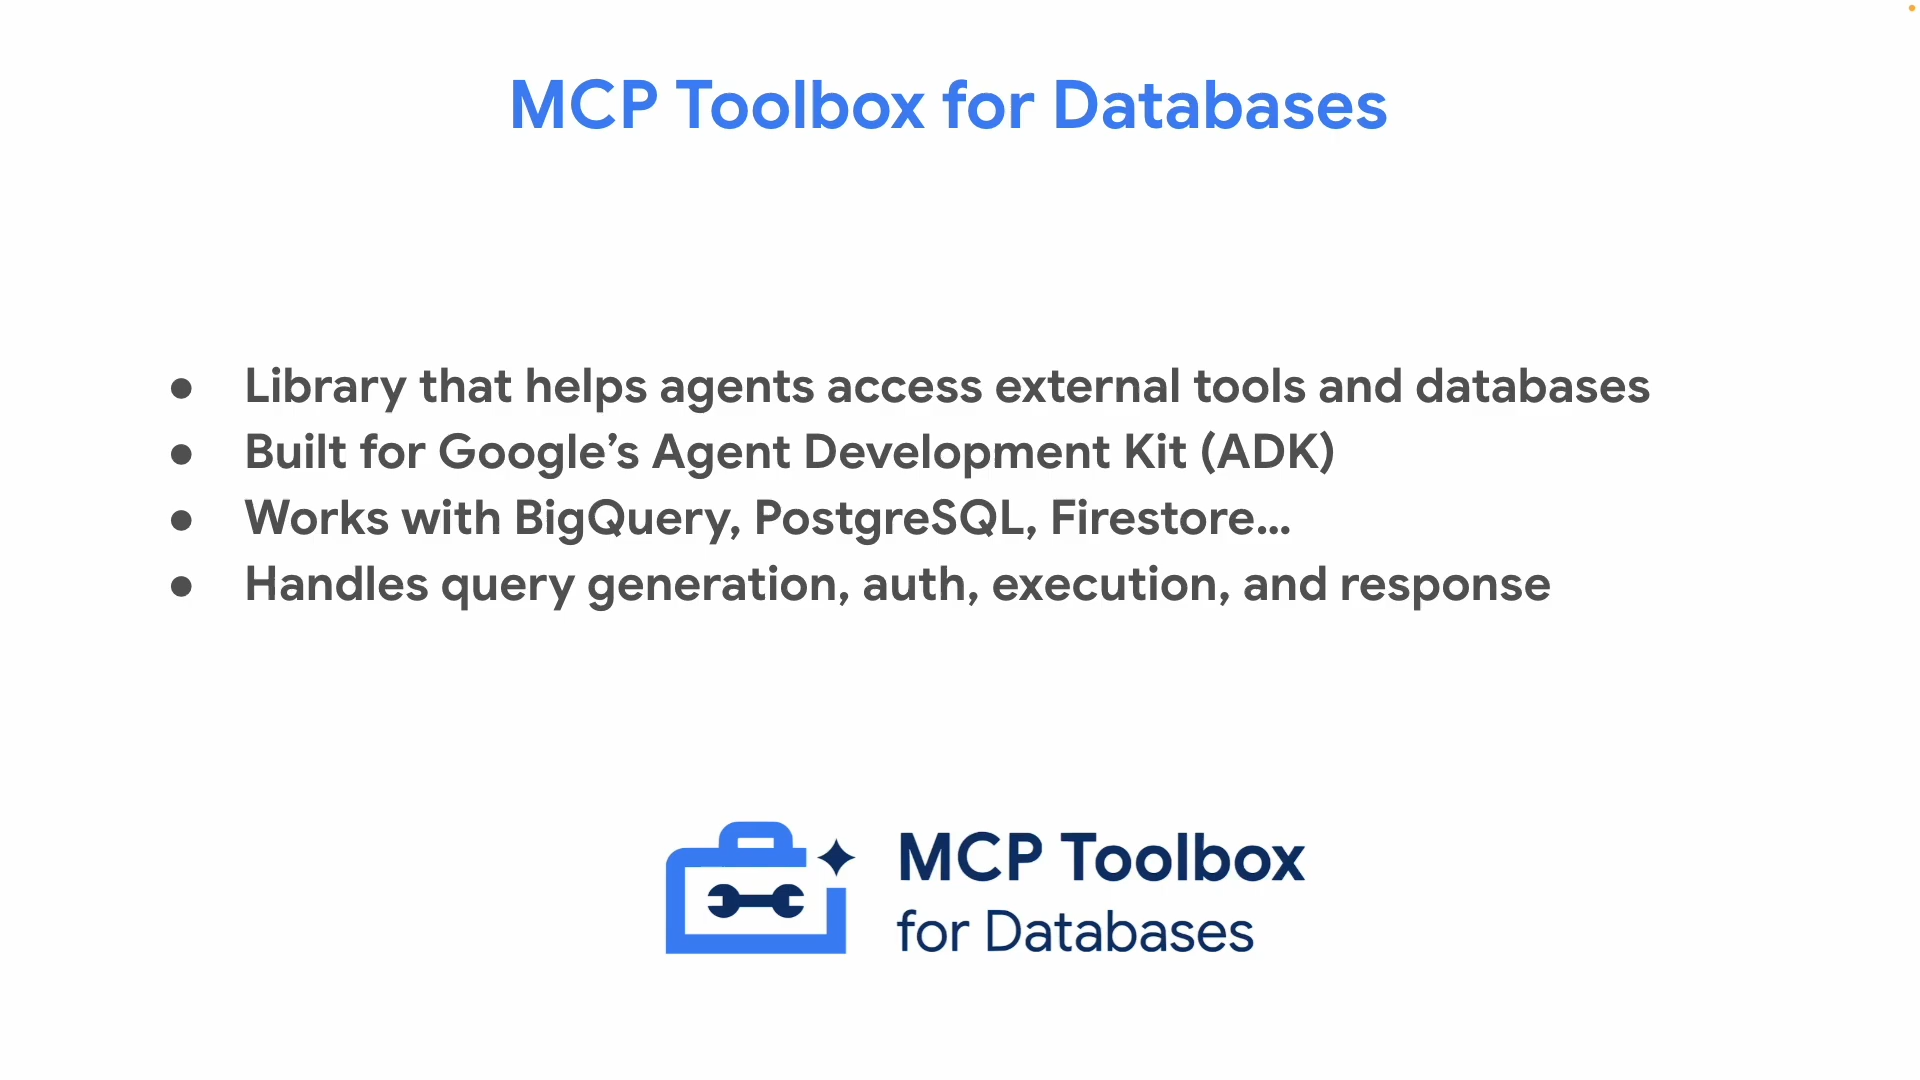 MCP Toolbox for Databases
● Library that helps agents access external tools and databases
● Built for Google’s Agent Development Kit (ADK)
● Works with BigQuery, PostgreSQL, Firestore...
● Handles query generation, auth, execution, and response
MCP Toolbox
for Databases